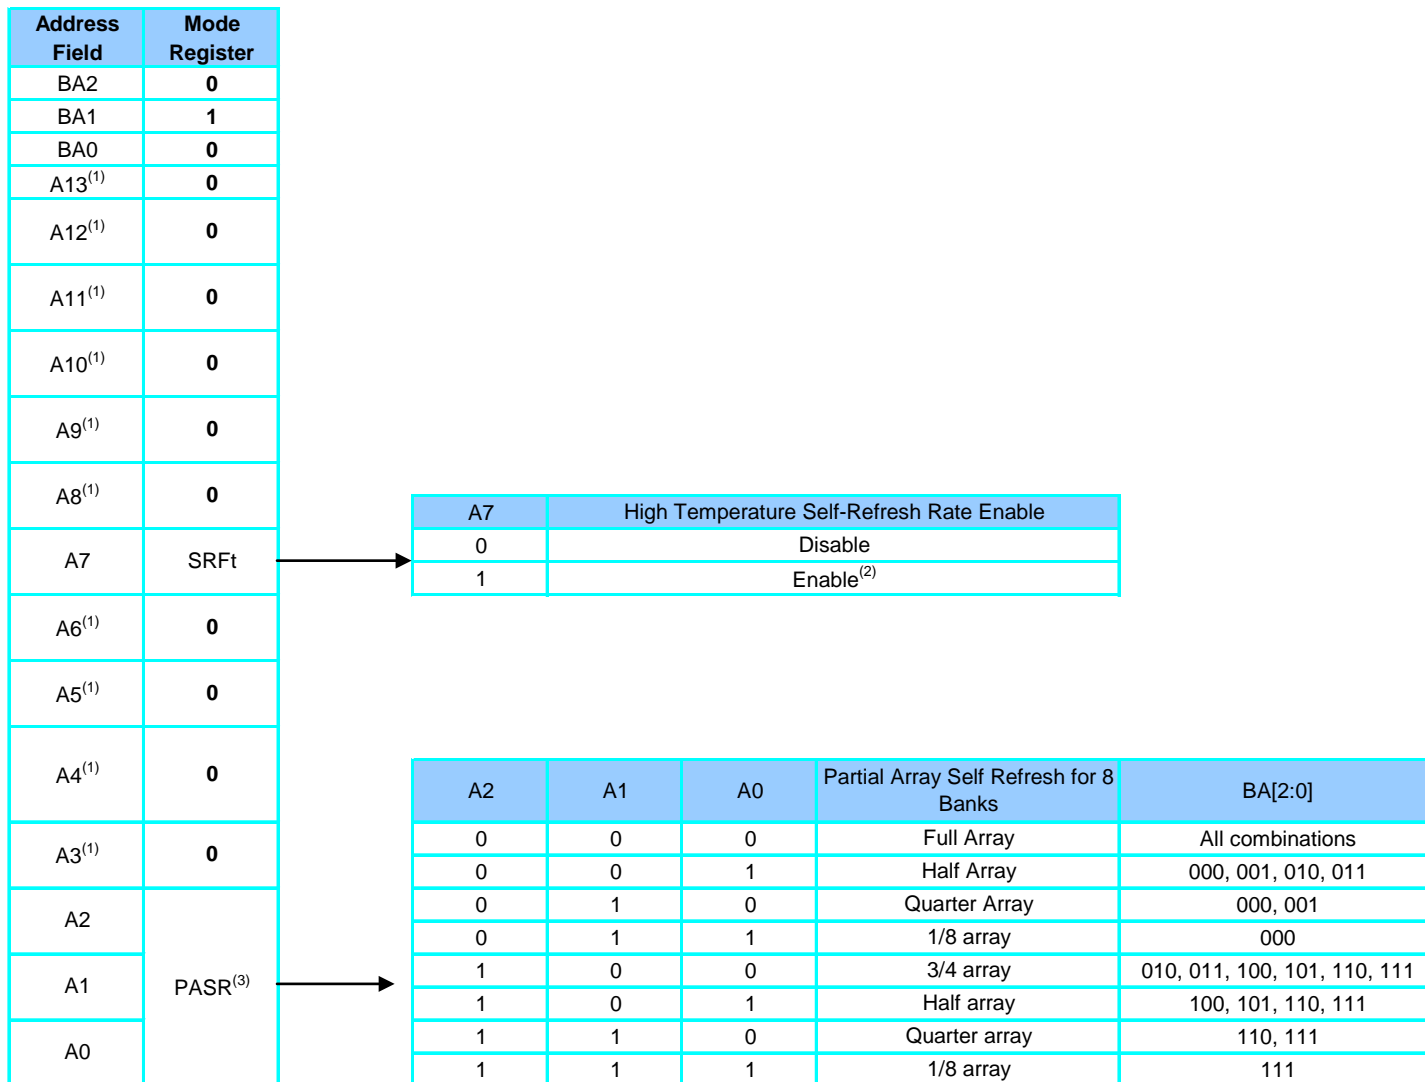 Address Field Mode Register
BA2 0
BA1 1
BA0 0
A13(1) 0
A12(1) 0
A11(1) 0
A10(1) 0
A9(1) 0
A8(1) 0
A7 SRFt
A6(1) 0
A5(1) 0
A4(1) 0
A3(1) 0
A2 PASR(3)
A1
A0
A7 High Temperature Self-Refresh Rate Enable
0 Disable
1 Enable(2)
A2 A1 A0 Partial Array Self Refresh for 8 Banks BA[2:0]
0 0 0 Full Array All combinations
0 0 1 Half Array 000, 001, 010, 011
0 1 0 Quarter Array 000, 001
0 1 1 1/8 array 000
1 0 0 3/4 array 010, 011, 100, 101, 110, 111
1 0 1 Half array 100, 101, 110, 111
1 1 0 Quarter array 110, 111
1 1 1 1/8 array 111